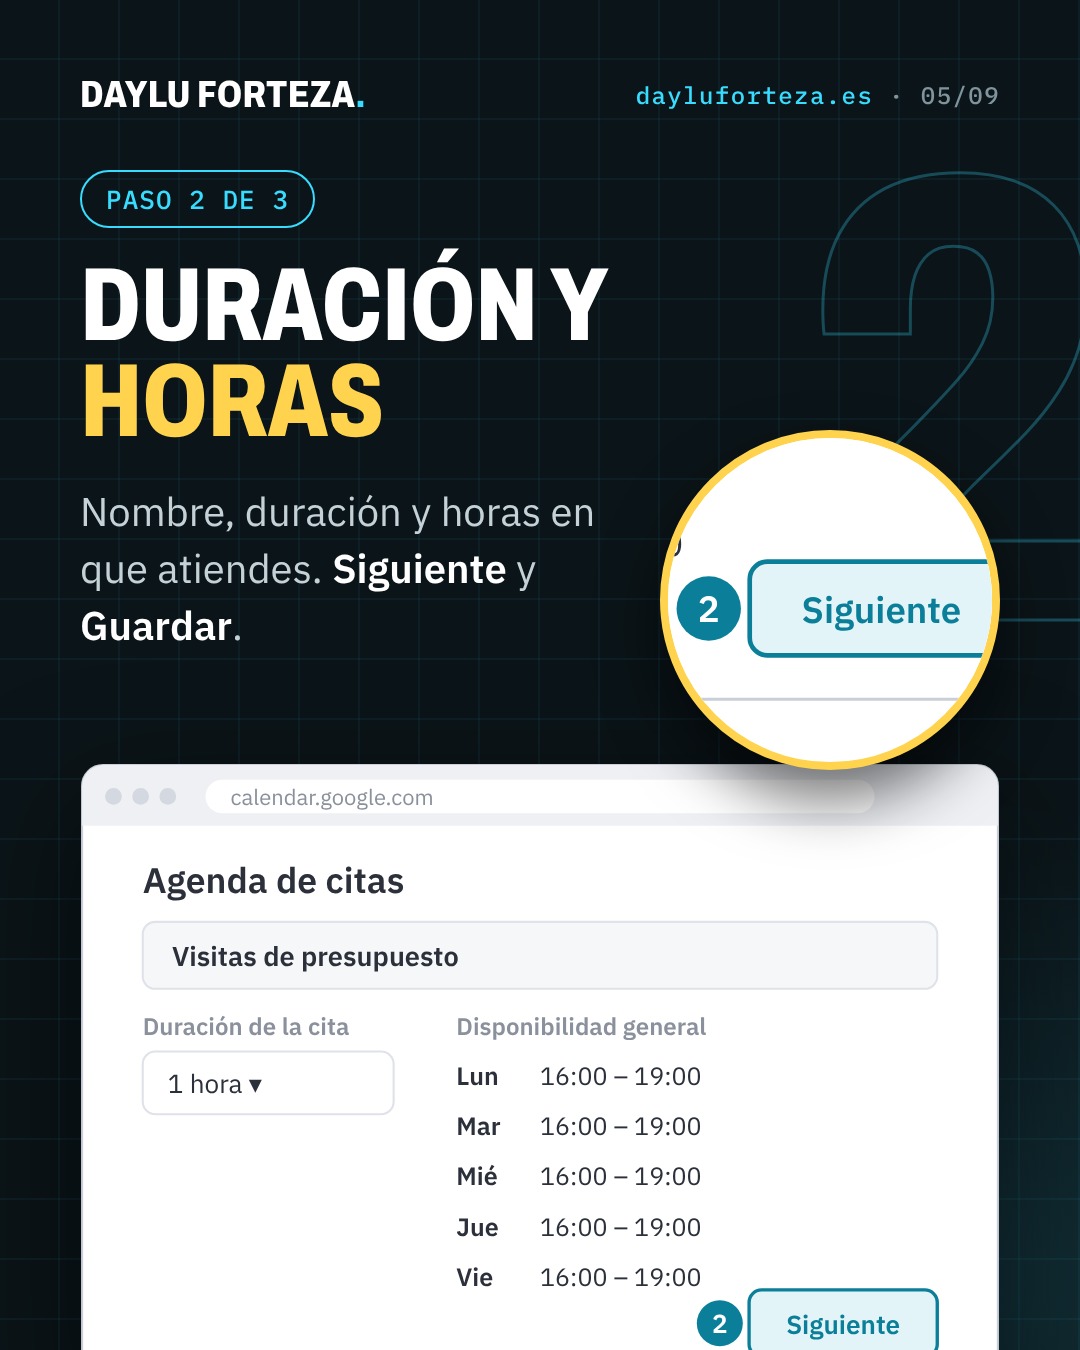 DAYLU FORTEZA.
dayluforteza.es · 05/09
PASO 2 DE 3
2
DURACIÓN Y
HORAS
Nombre, duración y horas en
que atiendes. Siguiente y
Guardar.
2 Siguiente
calendar.google.com
Agenda de citas
Visitas de presupuesto
Duración de la cita
1 hora ▾
Disponibilidad general
Lun 16:00 – 19:00
Mar 16:00 – 19:00
Mié 16:00 – 19:00
Jue 16:00 – 19:00
Vie 16:00 – 19:00
2 Siguiente